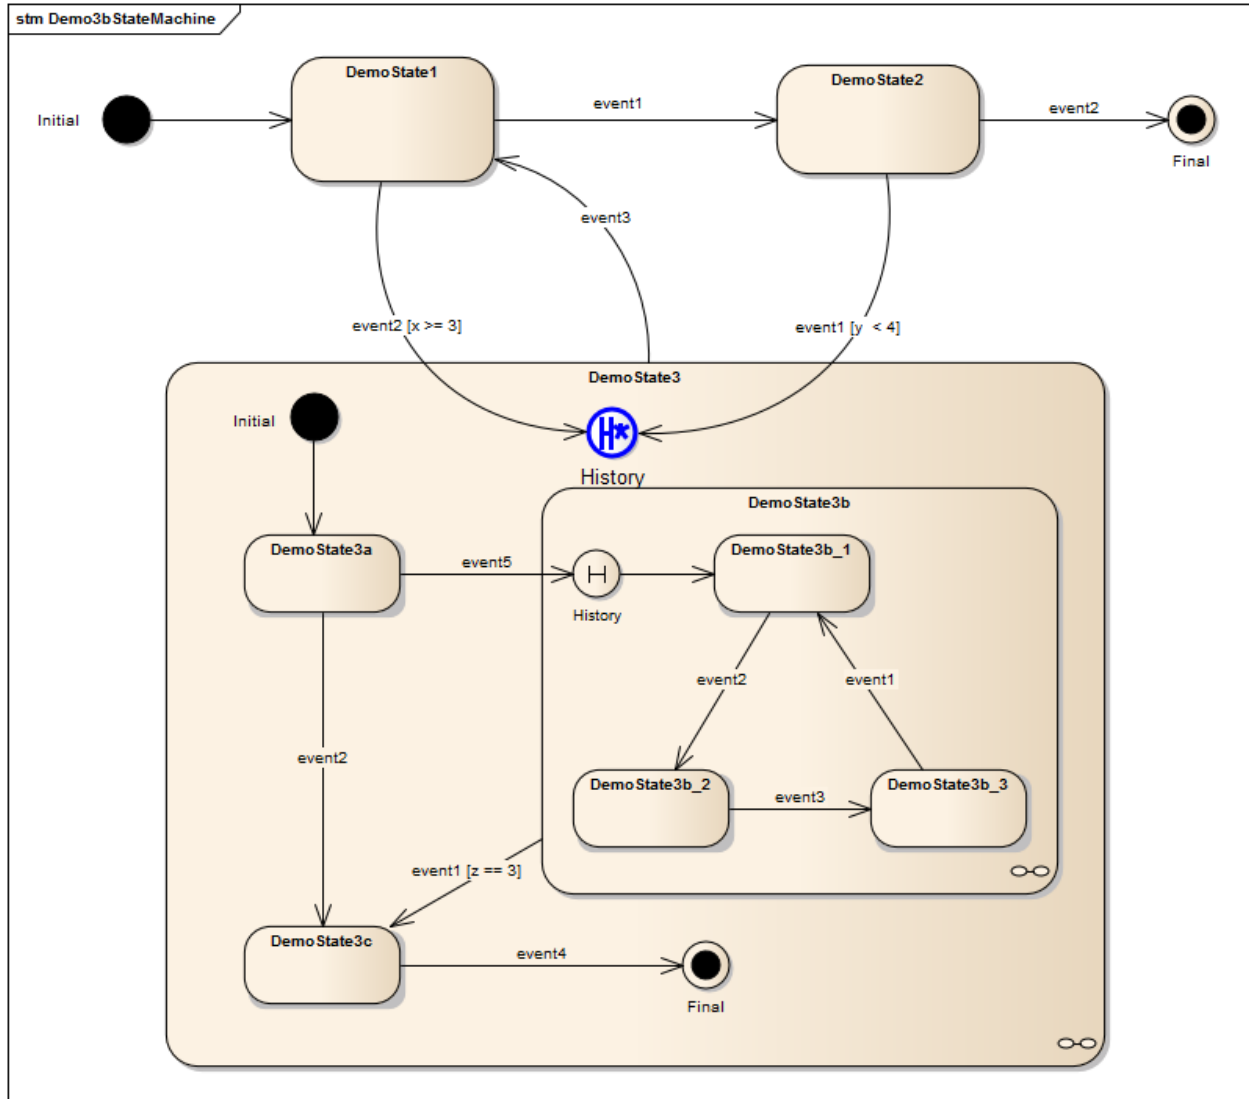 stm Demo3bStateMachine
DemoState1
DemoState2
Initial
event1
event2
Final
event3
event2 [x >= 3]
event1 [y < 4]
DemoState3
Initial
H*
History
DemoState3b
DemoState3a
event5
H
History
DemoState3b_1
event2
event1
event2
DemoState3b_2
event3
DemoState3b_3
event1 [z == 3]
DemoState3c
event4
Final